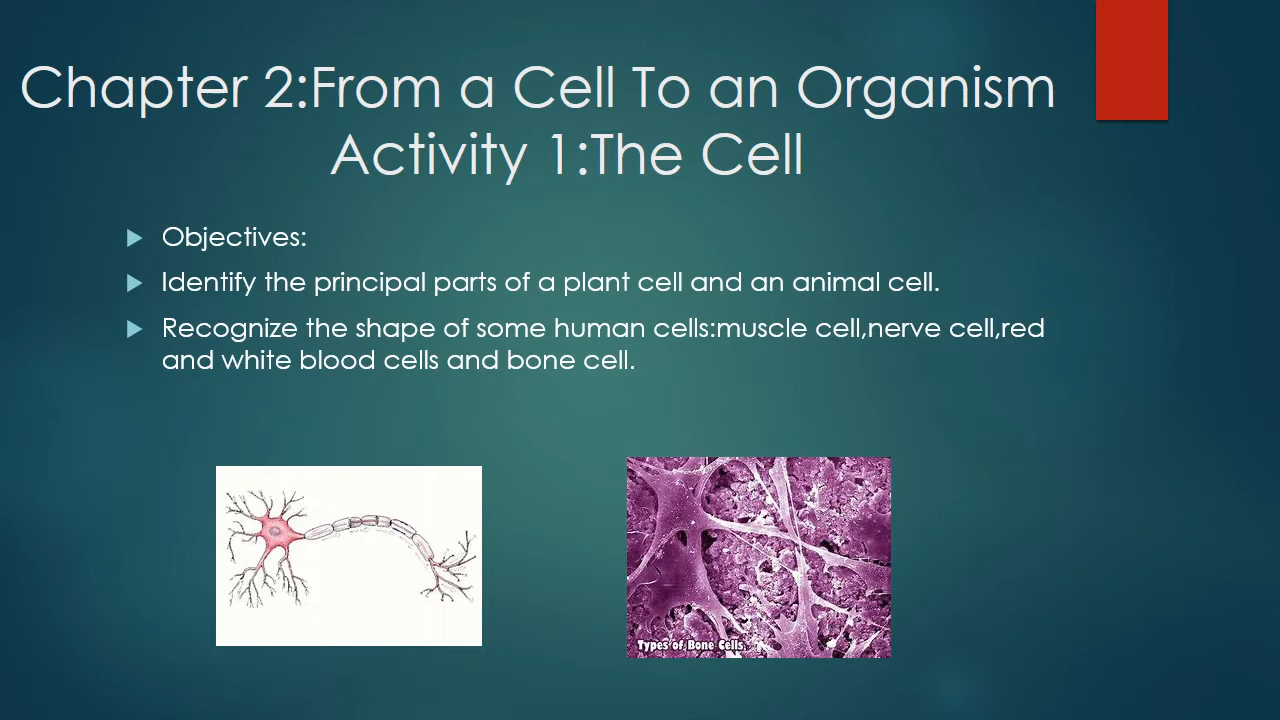 Chapter 2:From a Cell To an Organism
Activity 1:The Cell
Objectives:
Identify the principal parts of a plant cell and an animal cell.
Recognize the shape of some human cells:muscle cell,nerve cell,red
and white blood cells and bone cell.
Types of Bone Cells